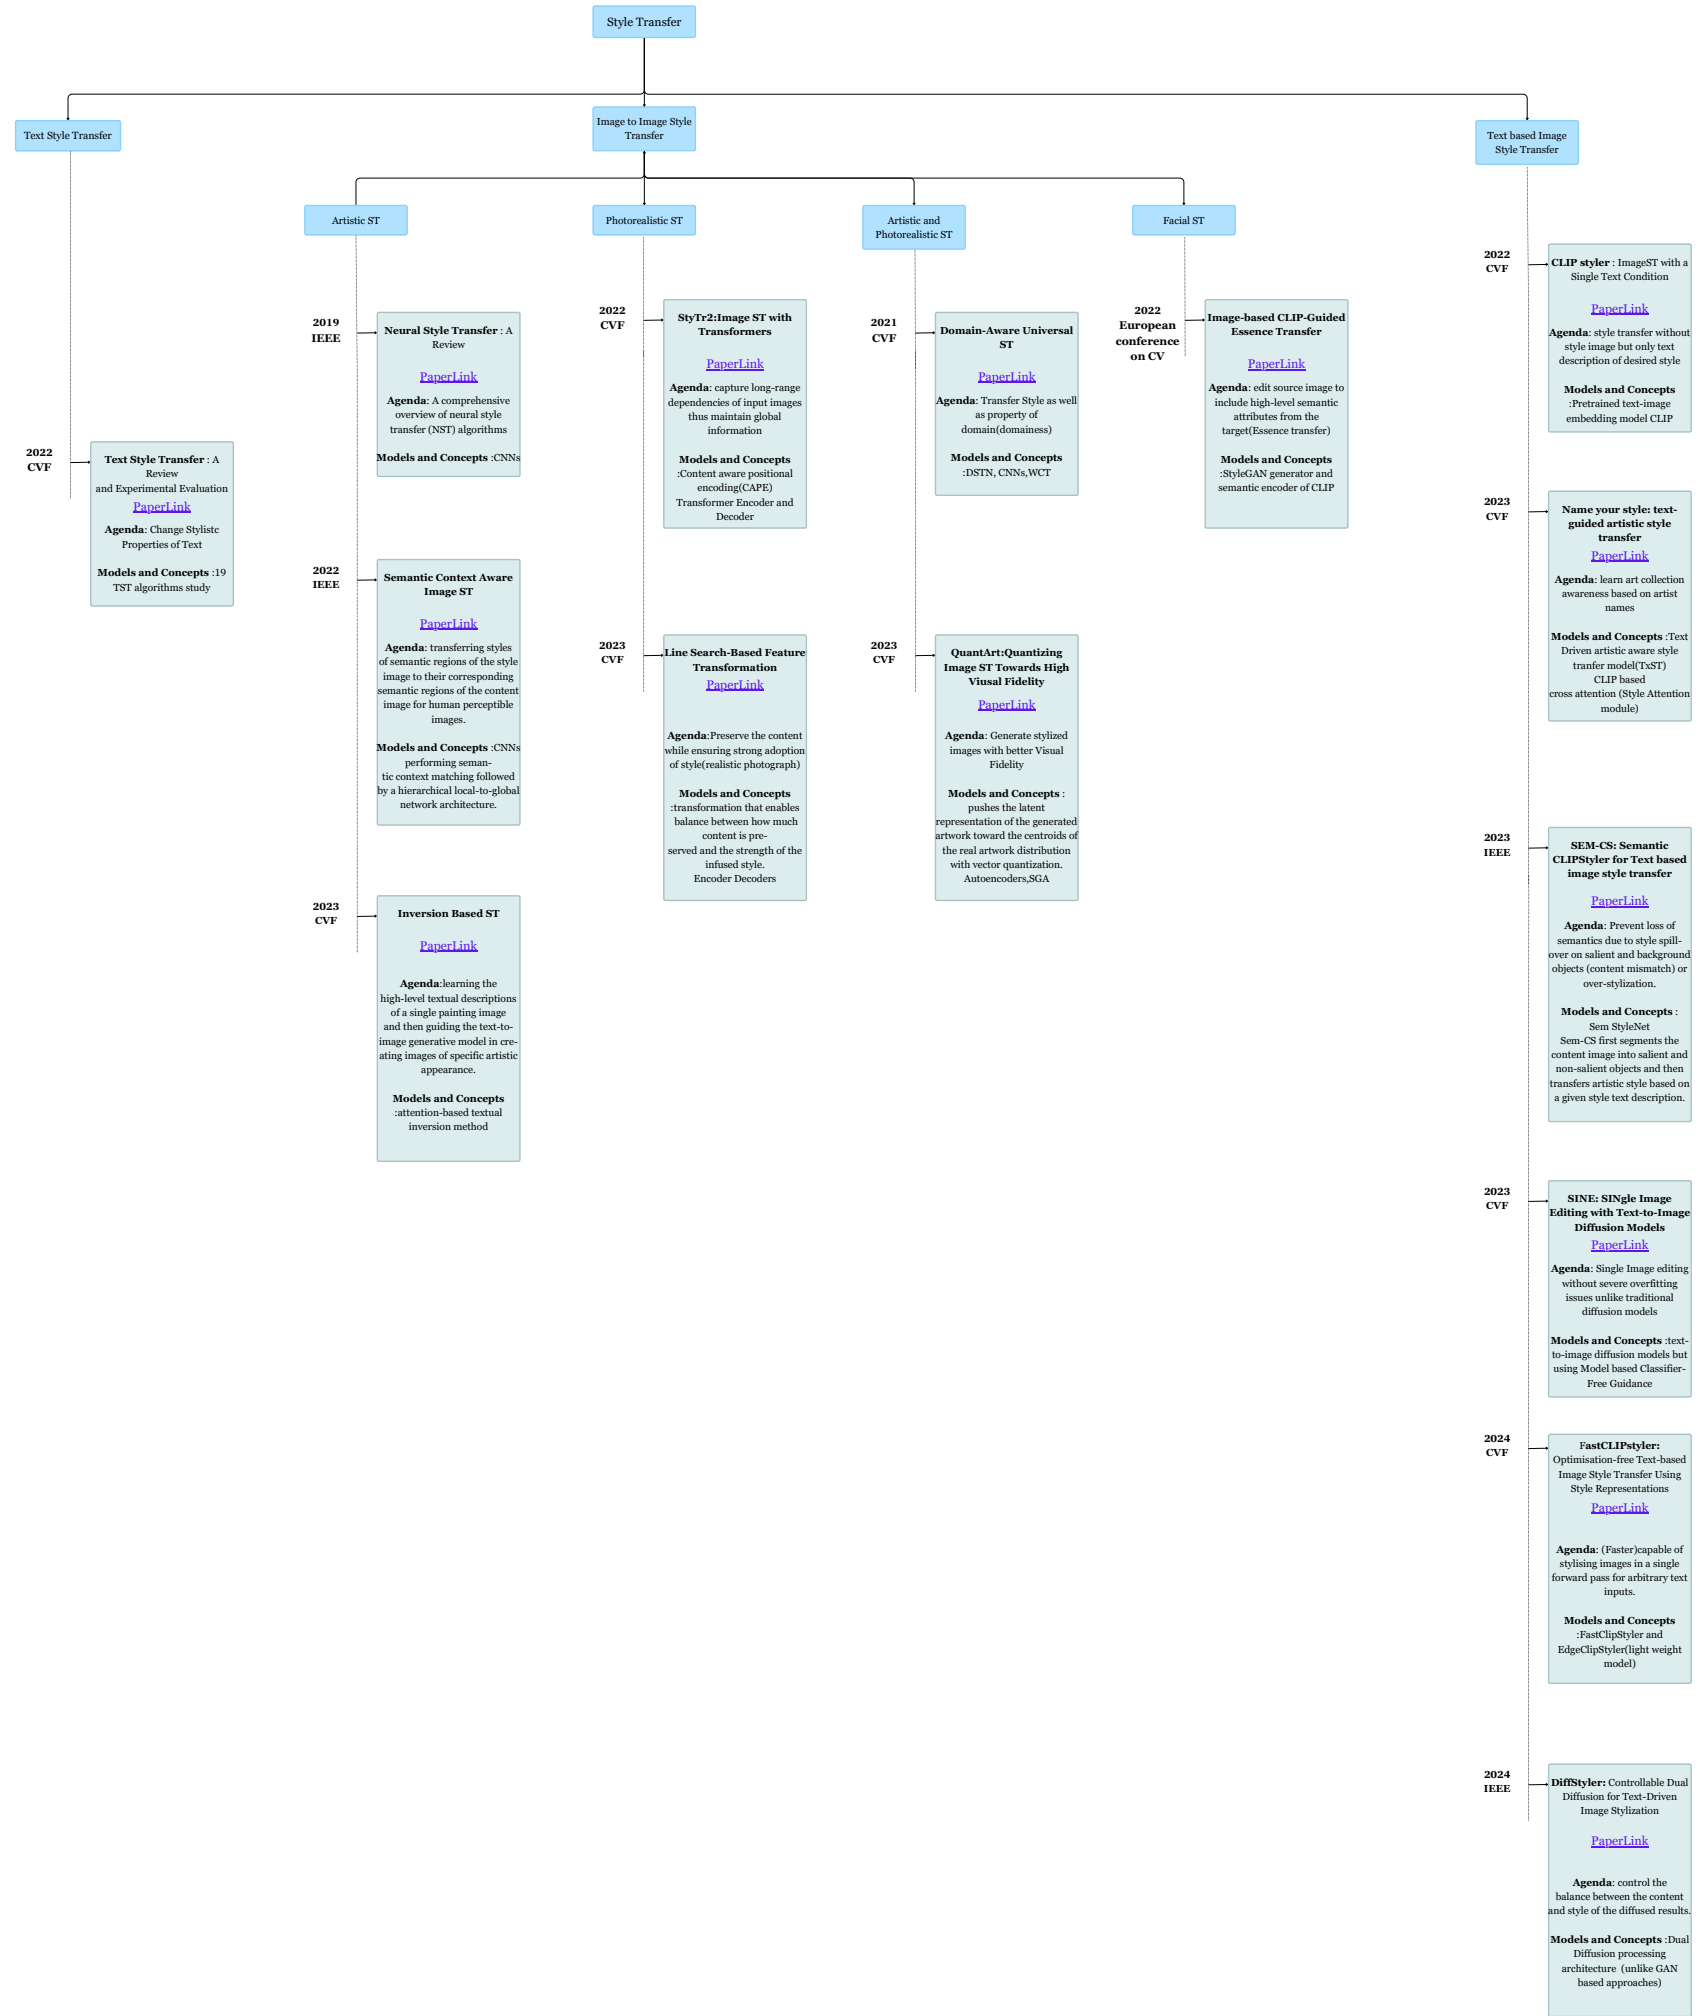 Style Transfer
Text Style Transfer
Image to Image Style
Transfer
Text based Image
Style Transfer
Artistic ST
Photorealistic ST
Artistic and
Photorealistic ST
Facial ST
2022
CVF
Text Style Transfer : A
Review
and Experimental Evaluation
PaperLink
Agenda: Change Stylistc
Properties of Text
Models and Concepts :19
TST algorithms study
2019
IEEE
Neural Style Transfer : A
Review
PaperLink
Agenda: A comprehensive
overview of neural style
transfer (NST) algorithms
Models and Concepts :CNNs
2022
IEEE
Semantic Context Aware
Image ST
PaperLink
Agenda: transferring styles
of semantic regions of the style
image to their corresponding
semantic regions of the content
image for human perceptible
images.
Models and Concepts :CNNs
performing seman-
tic context matching followed
by a hierarchical local-to-global
network architecture.
2023
CVF
Inversion Based ST
PaperLink
Agenda:learning the
high-level textual descriptions
of a single painting image
and then guiding the text-to-
image generative model in cre-
ating images of specific artistic
appearance.
Models and Concepts
:attention-based textual
inversion method
2022
CVF
StyTr2:Image ST with
Transformers
PaperLink
Agenda: capture long-range
dependencies of input images
thus maintain global
information
Models and Concepts
:Content aware positional
encoding(CAPE)
Transformer Encoder and
Decoder
2023
CVF
Line Search-Based Feature
Transformation
PaperLink
Agenda:Preserve the content
while ensuring strong adoption
of style(realistic photograph)
Models and Concepts
:transformation that enables
balance between how much
content is pre-
served and the strength of the
infused style.
Encoder Decoders
2021
CVF
Domain-Aware Universal
ST
PaperLink
Agenda: Transfer Style as well
as property of
domain(domainess)
Models and Concepts
:DSTN, CNNs,WCT
2023
CVF
QuantArt:Quantizing
Image ST Towards High
Viusal Fidelity
PaperLink
Agenda: Generate stylized
images with better Visual
Fidelity
Models and Concepts :
pushes the latent
representation of the generated
artwork toward the centroids of
the real artwork distribution
with vector quantization.
Autoencoders,SGA
2022
European
conference
on CV
Image-based CLIP-Guided
Essence Transfer
PaperLink
Agenda: edit source image to
include high-level semantic
attributes from the
target(Essence transfer)
Models and Concepts
:StyleGAN generator and
semantic encoder of CLIP
2022
CVF
CLIP styler : ImageST with a
Single Text Condition
PaperLink
Agenda: style transfer without
style image but only text
description of desired style
Models and Concepts
:Pretrained text-image
embedding model CLIP
2023
CVF
Name your style: text-
guided artistic style
transfer
PaperLink
Agenda: learn art collection
awareness based on artist
names
Models and Concepts :Text
Driven artistic aware style
tranfer model(TxST)
CLIP based
cross attention (Style Attention
module)
2023
IEEE
SEM-CS: Semantic
CLIPStyler for Text based
image style transfer
PaperLink
Agenda: Prevent loss of
semantics due to style spill-
over on salient and background
objects (content mismatch) or
over-stylization.
Models and Concepts :
Sem StyleNet
Sem-CS first segments the
content image into salient and
non-salient objects and then
transfers artistic style based on
a given style text description.
2023
CVF
SINE: SINgle Image
Editing with Text-to-Image
Diffusion Models
PaperLink
Agenda: Single Image editing
without severe overfitting
issues unlike traditional
diffusion models
Models and Concepts :text-
to-image diffusion models but
using Model based Classifier-
Free Guidance
2024
CVF
FastCLIPstyler:
Optimisation-free Text-based
Image Style Transfer Using
Style Representations
PaperLink
Agenda: (Faster)capable of
stylising images in a single
forward pass for arbitrary text
inputs.
Models and Concepts
:FastClipStyler and
EdgeClipStyler(light weight
model)
2024
IEEE
DiffStyler: Controllable Dual
Diffusion for Text-Driven
Image Stylization
PaperLink
Agenda: control the
balance between the content
and style of the diffused results.
Models and Concepts :Dual
Diffusion processing
architecture (unlike GAN
based approaches)